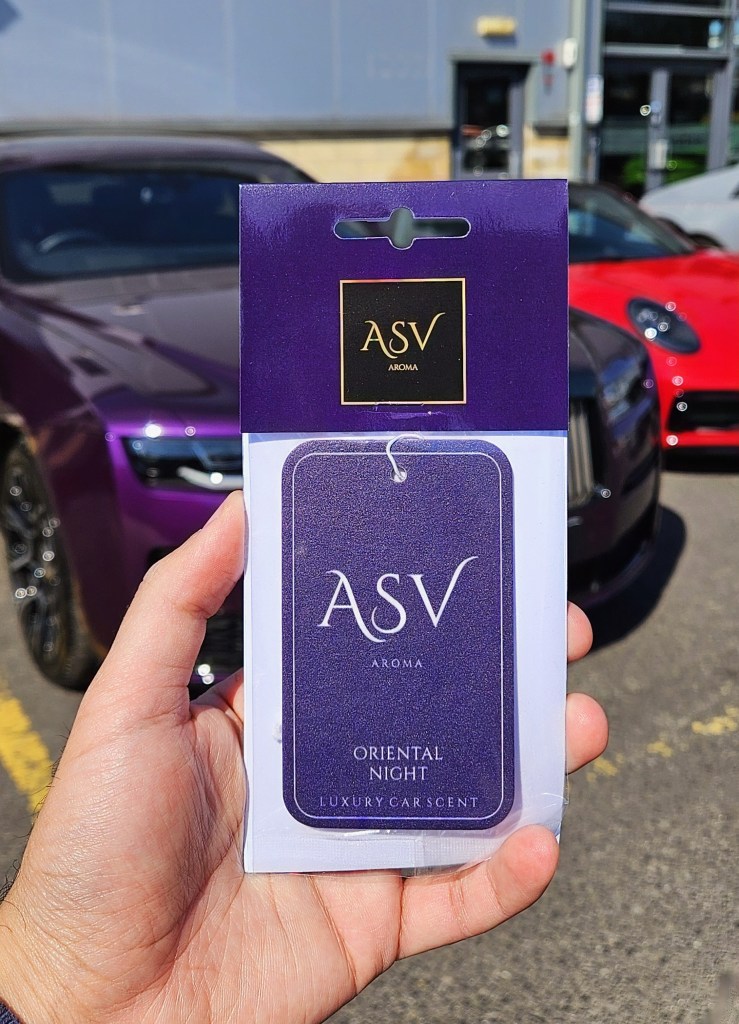 ASV
AROMA
ASV
AROMA
ORIENTAL
NIGHT
LUXURY CAR SCENT